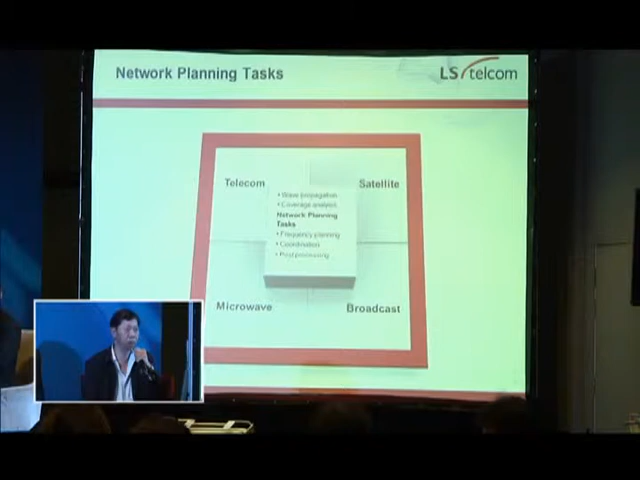 Network Planning Tasks
LS telcom
Telecom
Satellite
• Wave propagation
• Coverage analysis
Network Planning
Tasks
• Frequency planning
• Coordination
• Postprocessing
Microwave
Broadcast